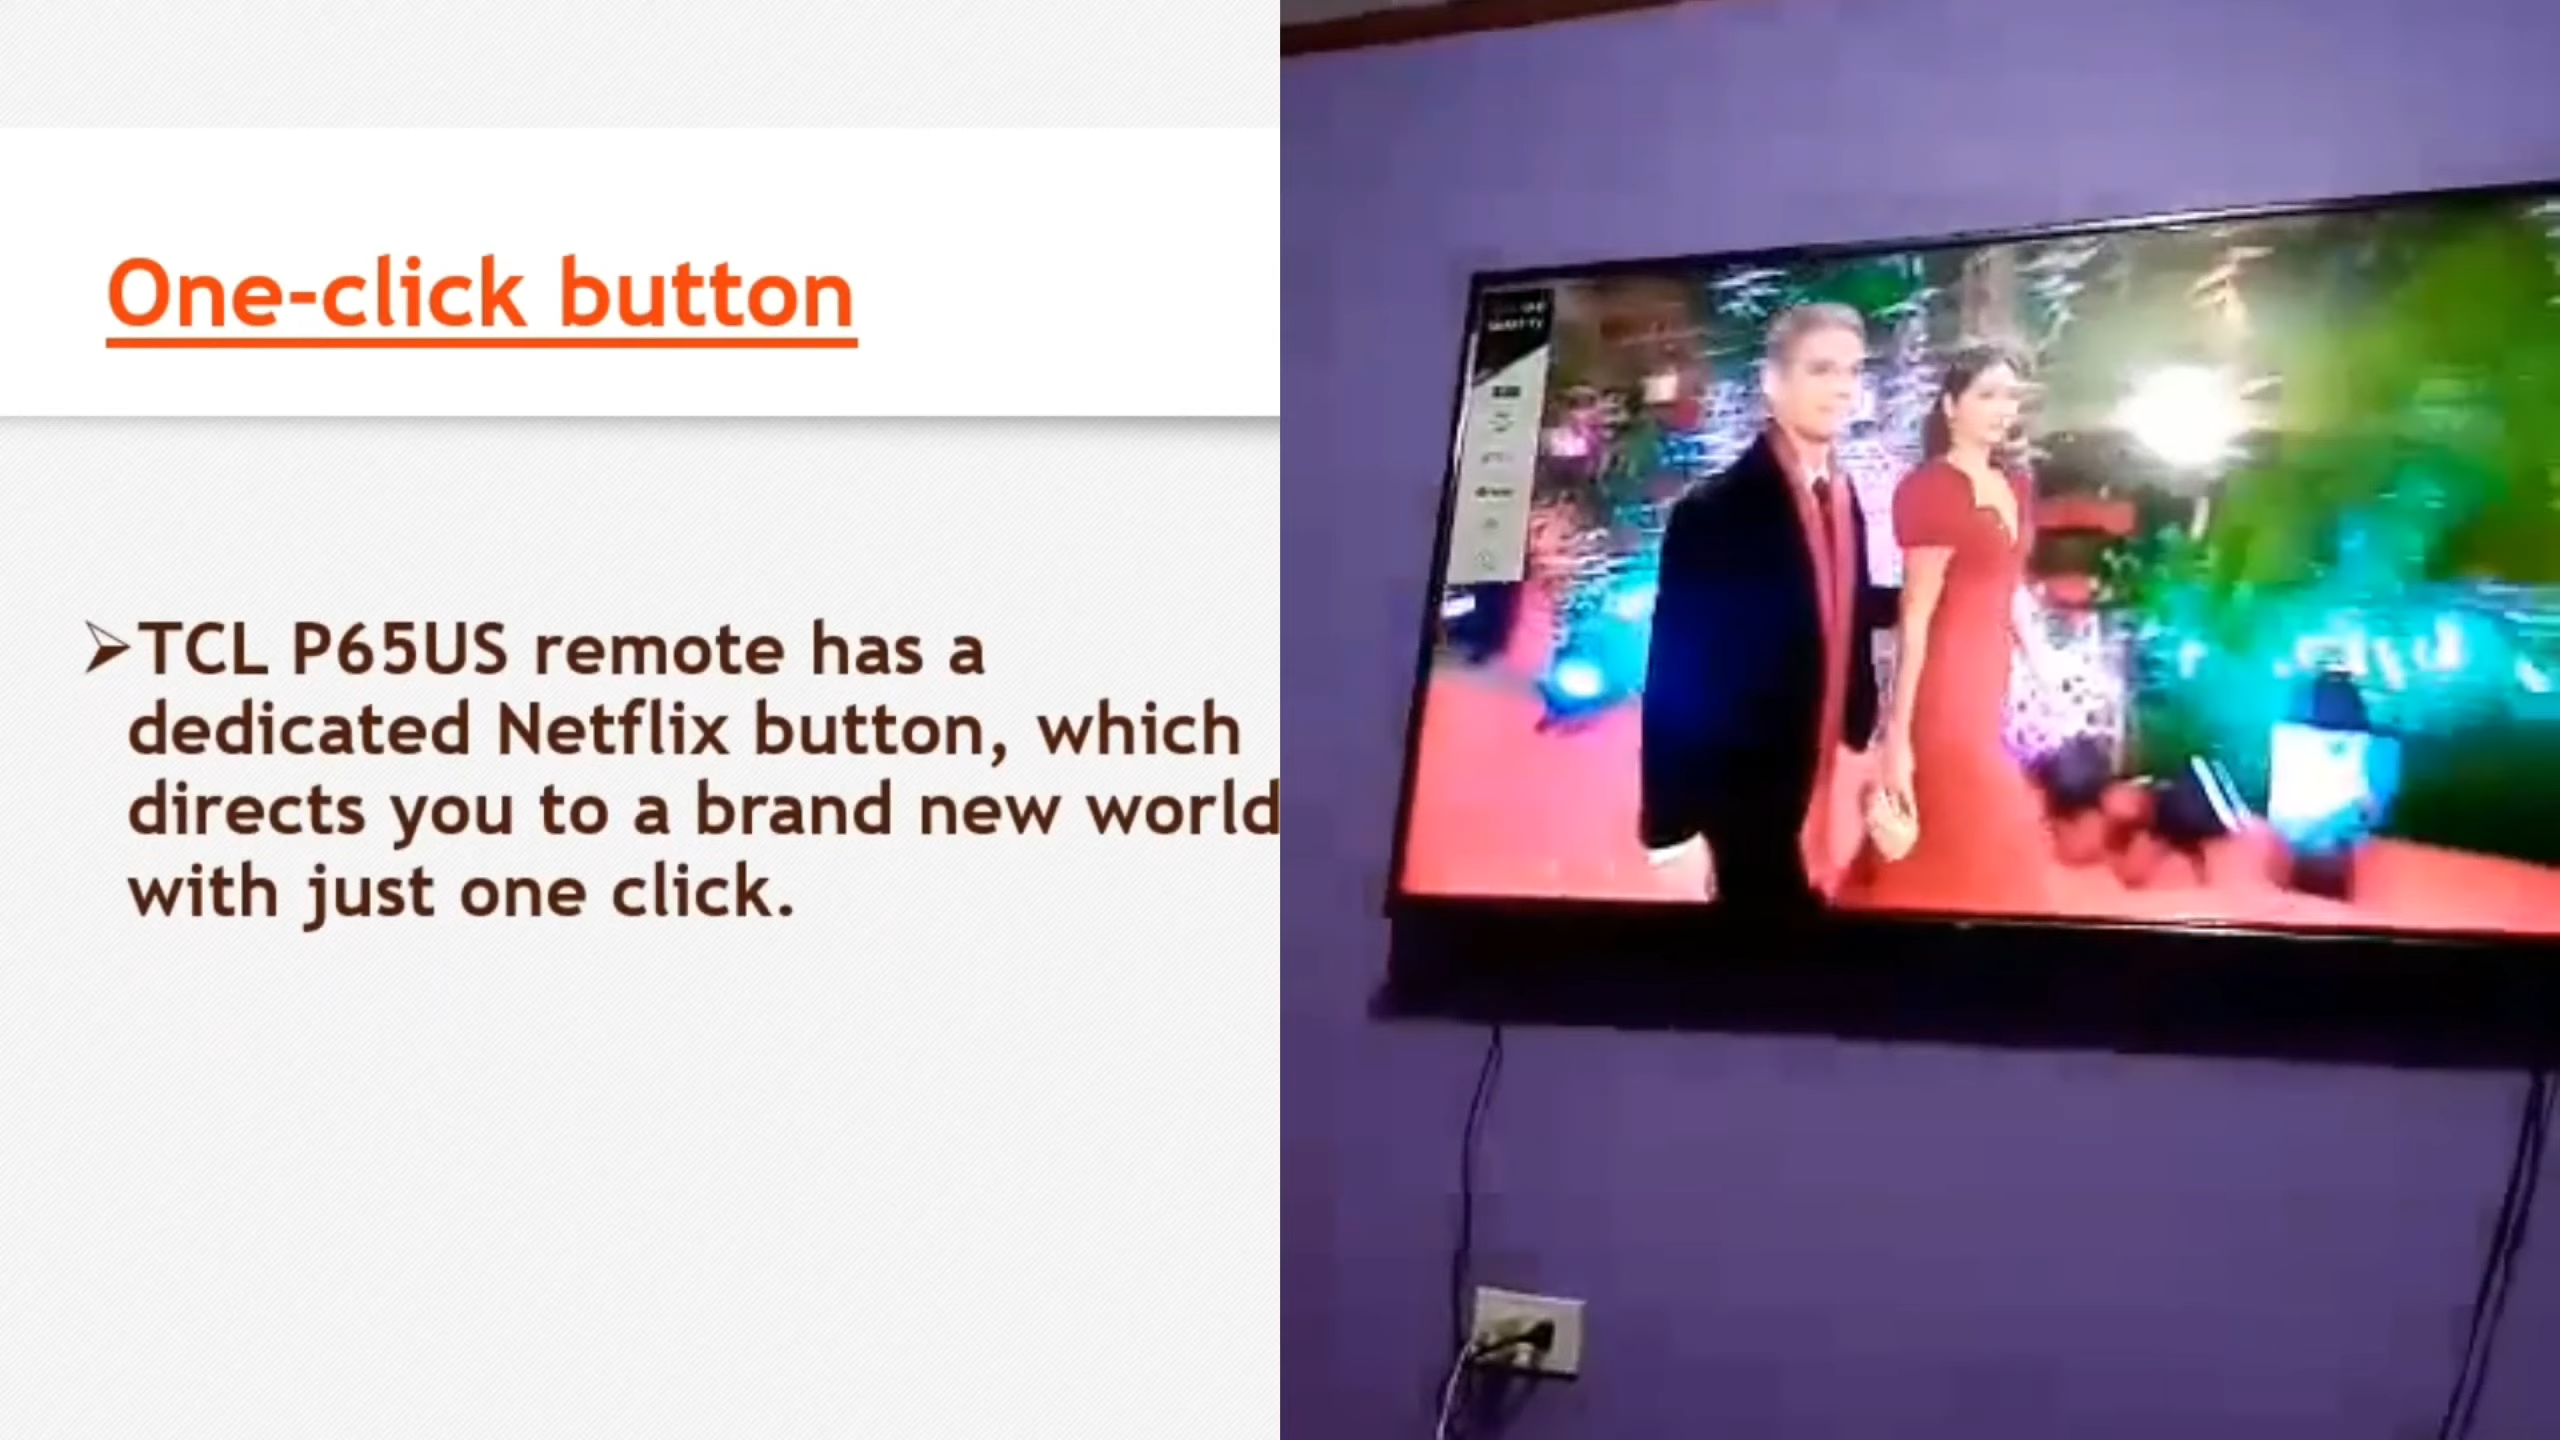 One-click button
➢TCL P65US remote has a
dedicated Netflix button, which
directs you to a brand new world
with just one click.